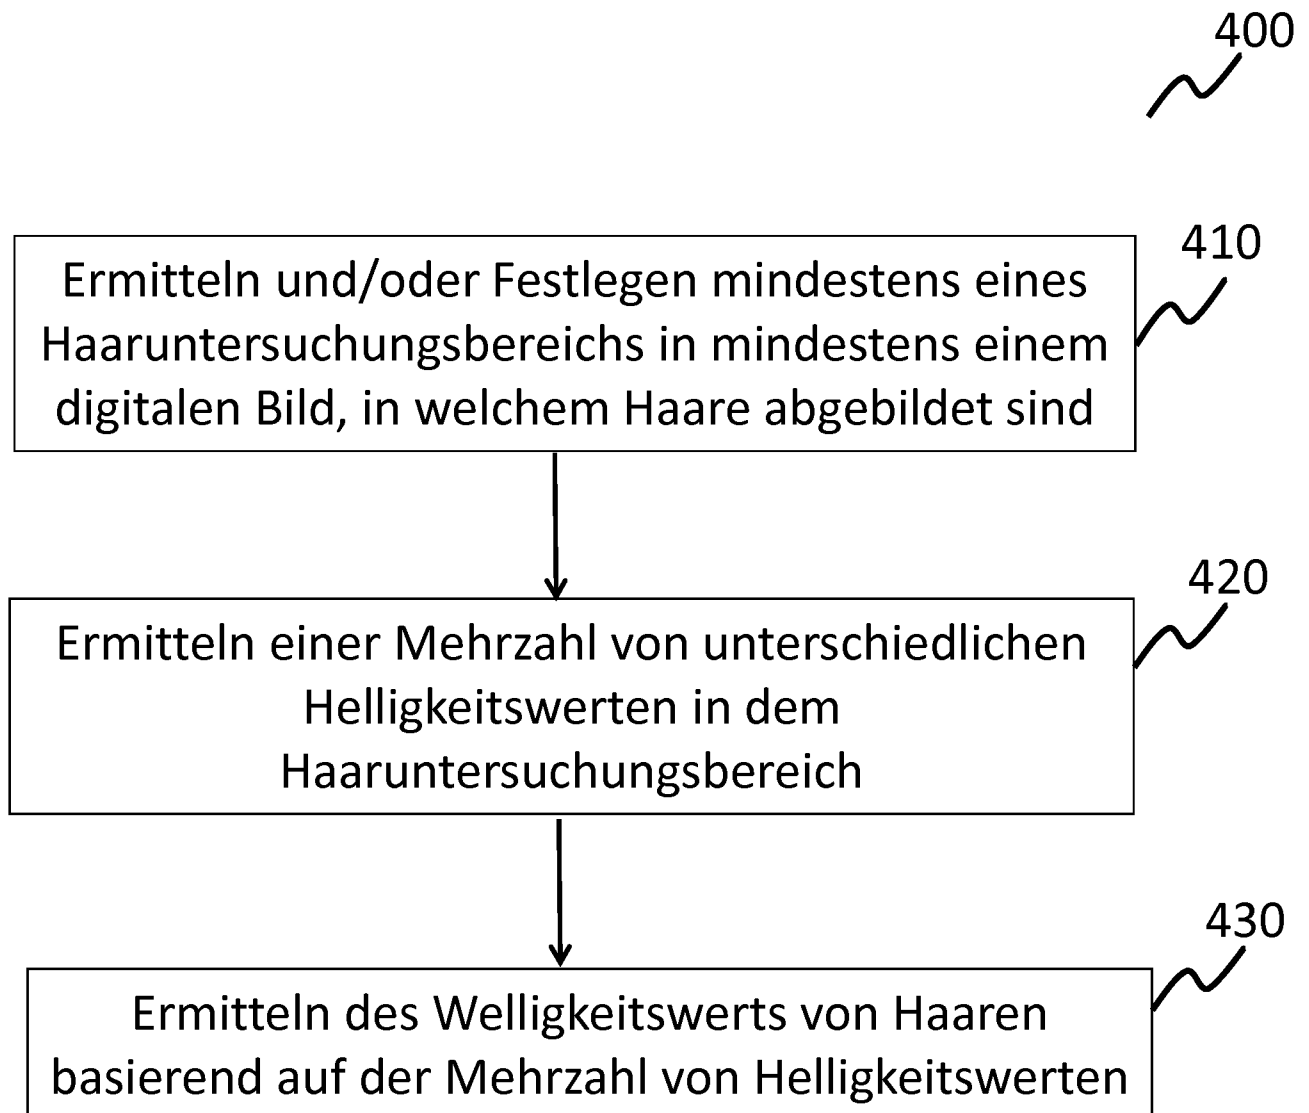 400
410
Ermitteln und/oder Festlegen mindestens eines
Haaruntersuchungsbereichs in mindestens einem
digitalen Bild, in welchem Haare abgebildet sind
420
Ermitteln einer Mehrzahl von unterschiedlichen
Helligkeitswerten in dem
Haaruntersuchungsbereich
430
Ermitteln des Welligkeitswerts von Haaren
basierend auf der Mehrzahl von Helligkeitswerten